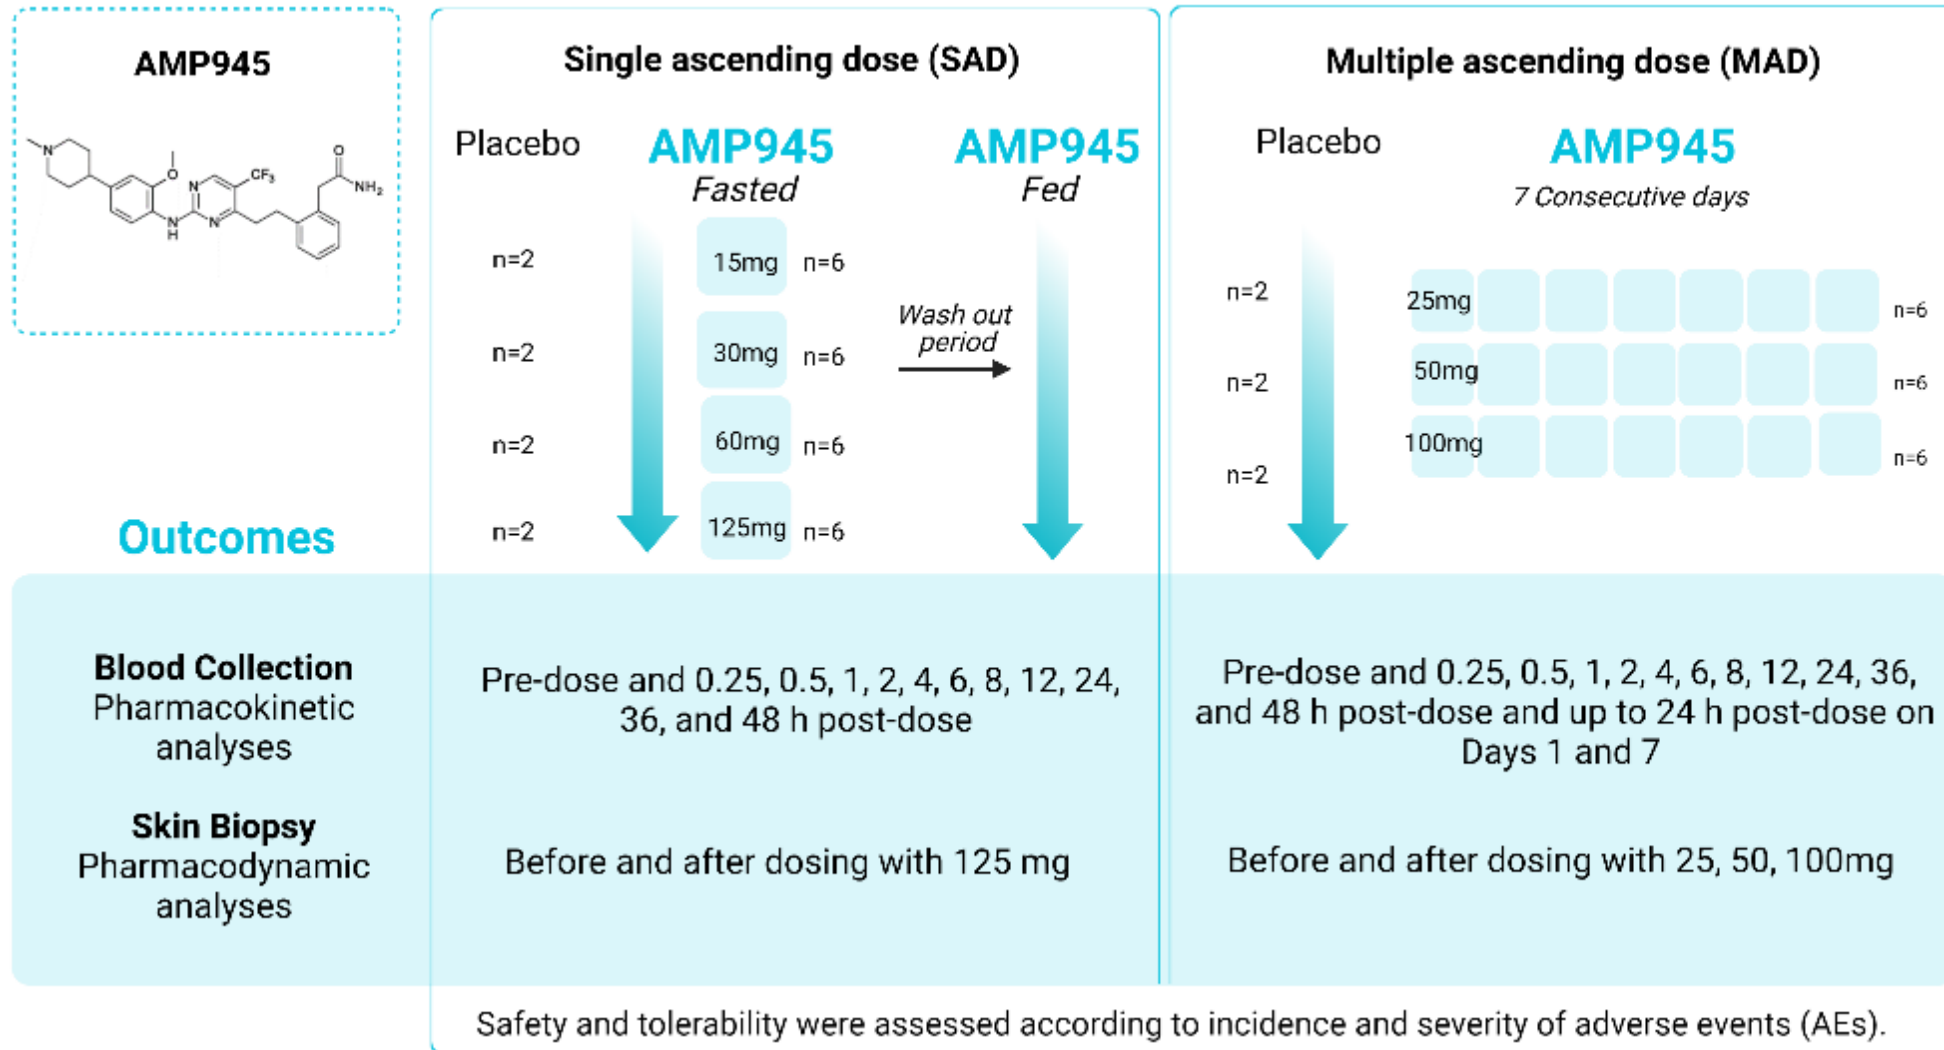 AMP945
N
O
N
N
N
H
CF₃
O
NH₂
Single ascending dose (SAD)
Placebo
AMP945
Fasted
AMP945
Fed
n=2
15mg
n=6
n=2
30mg
n=6
Wash out
period
n=2
60mg
n=6
n=2
125mg
n=6
Multiple ascending dose (MAD)
Placebo
AMP945
7 Consecutive days
n=2
25mg
n=6
n=2
50mg
n=6
n=2
100mg
n=6
Outcomes
Blood Collection
Pharmacokinetic
analyses
Pre-dose and 0.25, 0.5, 1, 2, 4, 6, 8, 12, 24,
36, and 48 h post-dose
Pre-dose and 0.25, 0.5, 1, 2, 4, 6, 8, 12, 24, 36,
and 48 h post-dose and up to 24 h post-dose on
Days 1 and 7
Skin Biopsy
Pharmacodynamic
analyses
Before and after dosing with 125 mg
Before and after dosing with 25, 50, 100mg
Safety and tolerability were assessed according to incidence and severity of adverse events (AEs).